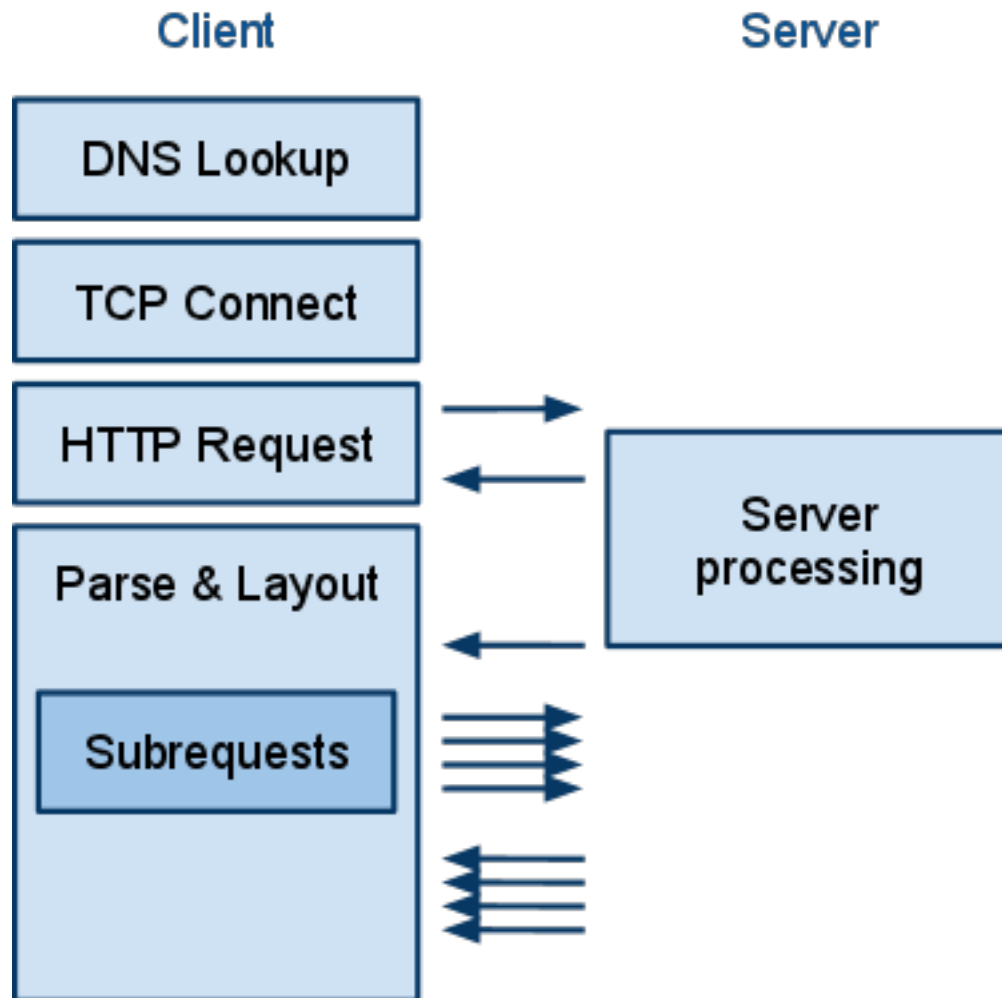 Client
Server
DNS Lookup
TCP Connect
HTTP Request
Server
processing
Parse & Layout
Subrequests